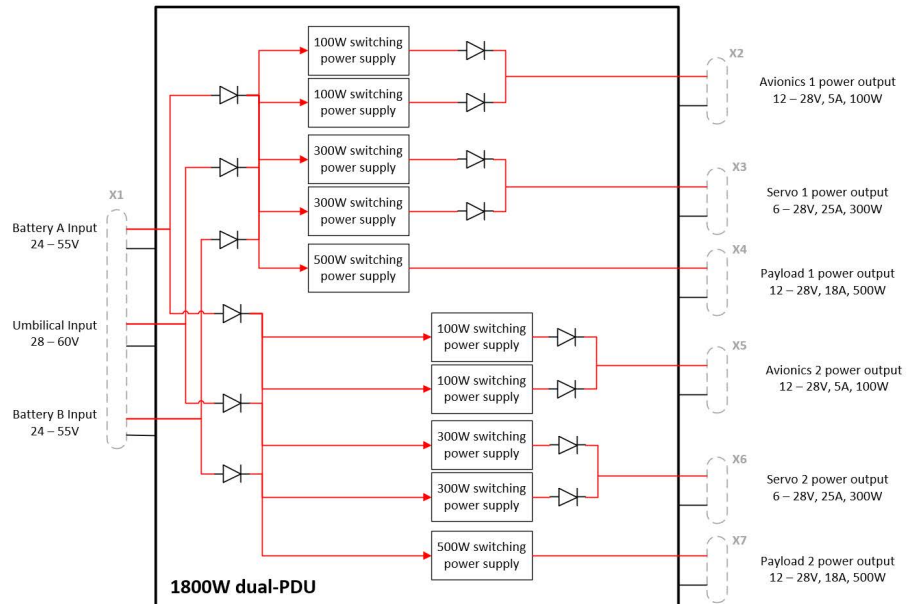 X1
Battery A Input
24 – 55V
Umbilical Input
28 – 60V
Battery B Input
24 – 55V
100W switching
power supply
100W switching
power supply
300W switching
power supply
300W switching
power supply
500W switching
power supply
100W switching
power supply
100W switching
power supply
300W switching
power supply
300W switching
power supply
500W switching
power supply
1800W dual-PDU
X2
Avionics 1 power output
12 – 28V, 5A, 100W
X3
Servo 1 power output
6 – 28V, 25A, 300W
X4
Payload 1 power output
12 – 28V, 18A, 500W
X5
Avionics 2 power output
12 – 28V, 5A, 100W
X6
Servo 2 power output
6 – 28V, 25A, 300W
X7
Payload 2 power output
12 – 28V, 18A, 500W